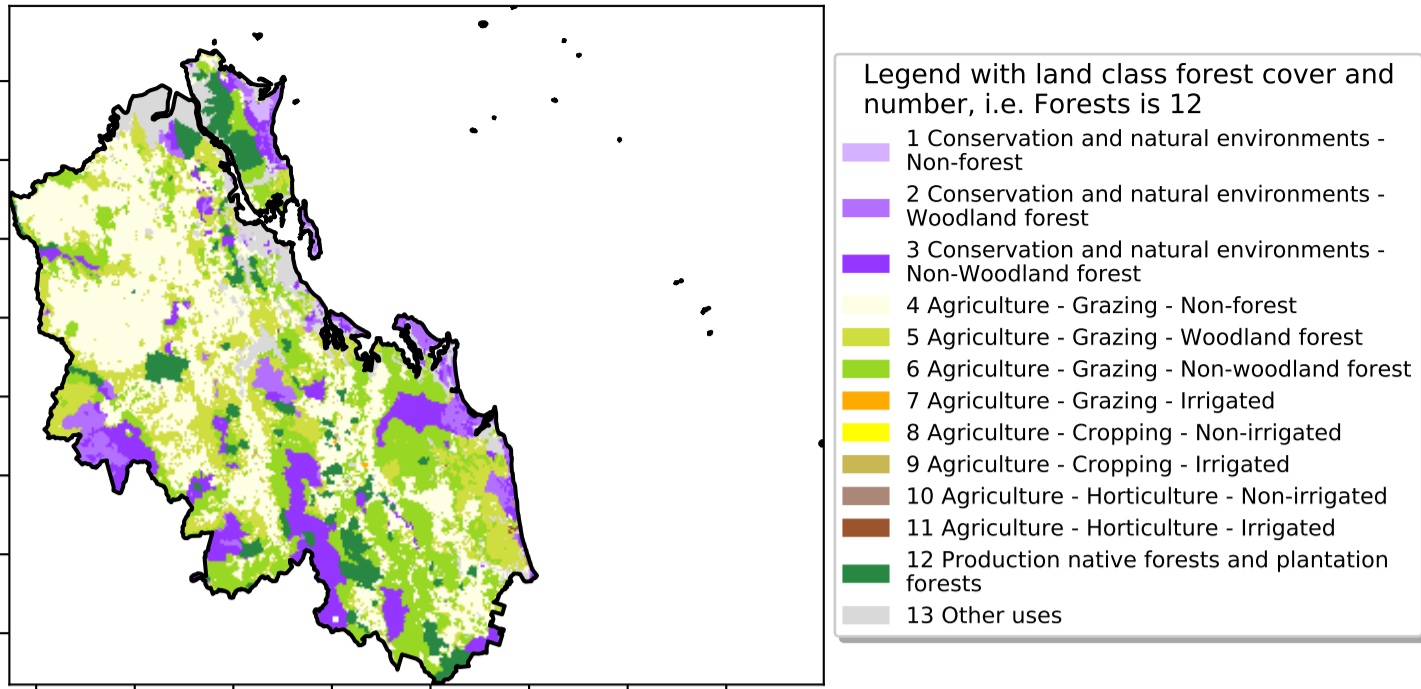 Legend with land class forest cover and
number, i.e. Forests is 12
1 Conservation and natural environments -
Non-forest
2 Conservation and natural environments -
Woodland forest
3 Conservation and natural environments -
Non-Woodland forest
4 Agriculture - Grazing - Non-forest
5 Agriculture - Grazing - Woodland forest
6 Agriculture - Grazing - Non-woodland forest
7 Agriculture - Grazing - Irrigated
8 Agriculture - Cropping - Non-irrigated
9 Agriculture - Cropping - Irrigated
10 Agriculture - Horticulture - Non-irrigated
11 Agriculture - Horticulture - Irrigated
12 Production native forests and plantation
forests
13 Other uses